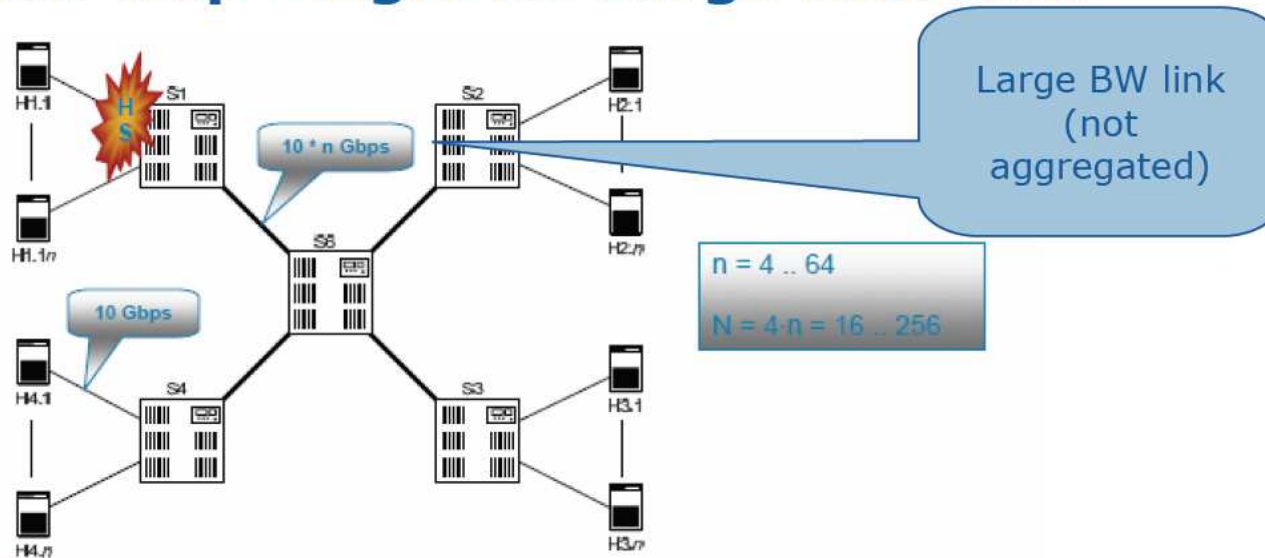 Large BW link
(not
aggregated)
H1.1
H
S
S1
S2
H2.1
10 * n Gbps
H1.n
S6
H2.n
n = 4 .. 64
N = 4·n = 16 .. 256
10 Gbps
H4.1
S4
S3
H3.1
H4.n
H3.n